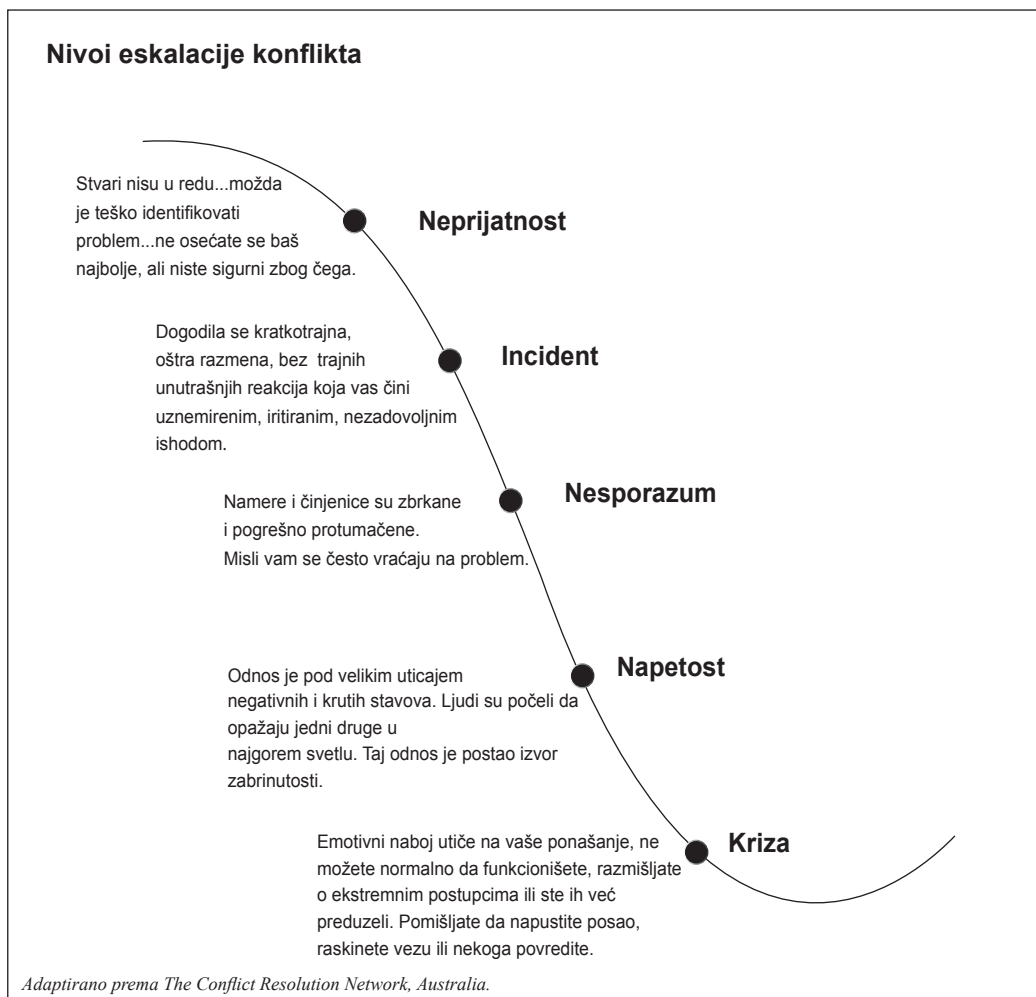 Nivoi eskalacije konflikta
Stvari nisu u redu...možda
je teško identifikovati
problem...ne osećate se baš
najbolje, ali niste sigurni zbog čega.
Neprijatnost
Dogodila se kratkotrajna,
oštra razmena, bez  trajnih
unutrašnjih reakcija koja vas čini
uznemirenim, iritiranim, nezadovoljnim
ishodom.
Incident
Namere i činjenice su zbrkane
i pogrešno protumačene.
Misli vam se često vraćaju na problem.
Nesporazum
Odnos je pod velikim uticajem
negativnih i krutih stavova. Ljudi su počeli da
opažaju jedni druge u
najgorem svetlu. Taj odnos je postao izvor
zabrinutosti.
Napetost
Emotivni naboj utiče na vaše ponašanje, ne
možete normalno da funkcionišete, razmišljate
o ekstremnim postupcima ili ste ih već
preduzeli. Pomišljate da napustite posao,
raskinete vezu ili nekoga povredite.
Kriza
Adaptirano prema The Conflict Resolution Network, Australia.